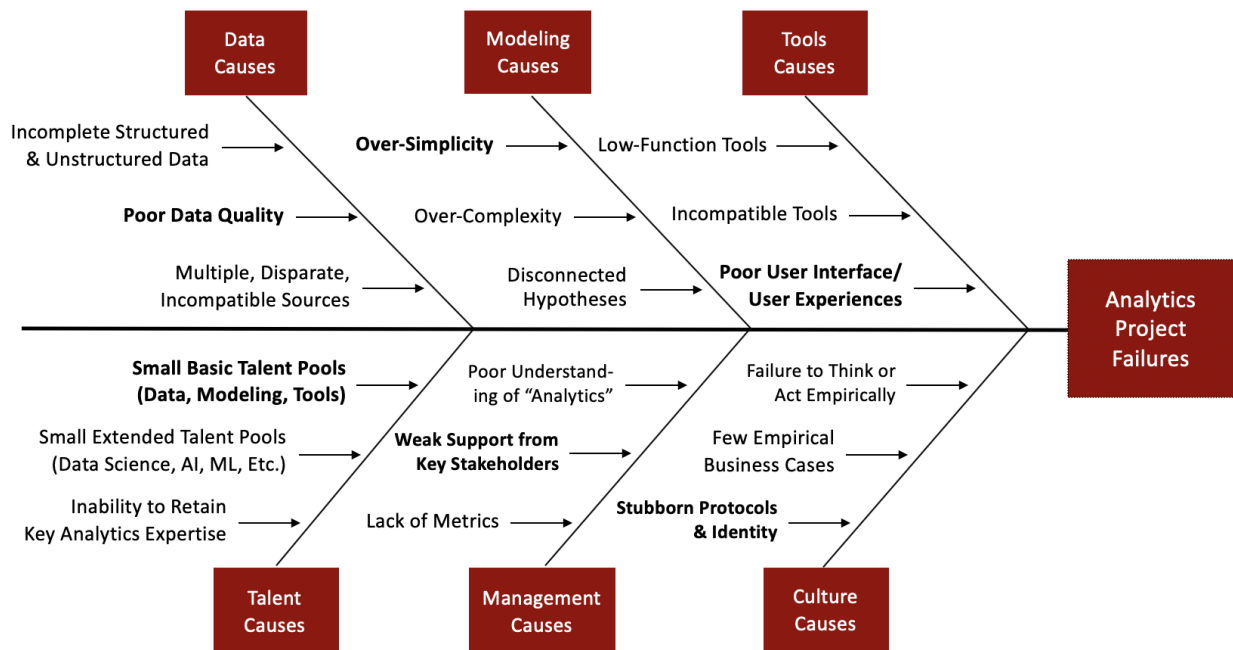 Data
Causes
Modeling
Causes
Tools
Causes
Incomplete Structured
& Unstructured Data
Poor Data Quality
Multiple, Disparate,
Incompatible Sources
Over-Simplicity
Over-Complexity
Disconnected
Hypotheses
Low-Function Tools
Incompatible Tools
Poor User Interface/
User Experiences
Analytics
Project
Failures
Small Basic Talent Pools
(Data, Modeling, Tools)
Small Extended Talent Pools
(Data Science, AI, ML, Etc.)
Inability to Retain
Key Analytics Expertise
Poor Understand-
ing of “Analytics”
Weak Support from
Key Stakeholders
Lack of Metrics
Failure to Think or
Act Empirically
Few Empirical
Business Cases
Stubborn Protocols
& Identity
Talent
Causes
Management
Causes
Culture
Causes